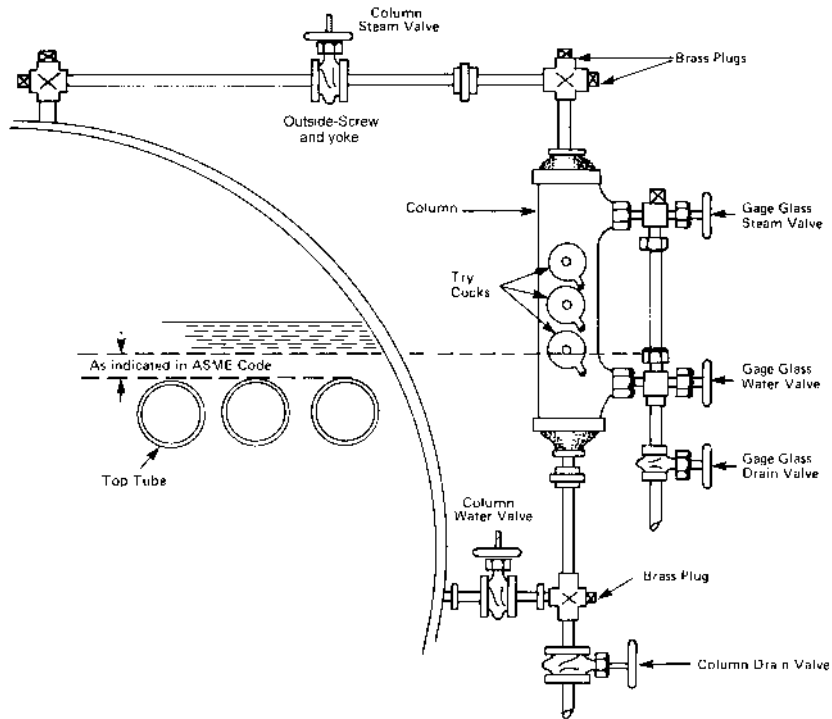 Column
Steam Valve
Brass Plugs
Outside-Screw
and yoke
Column
Gage Glass
Steam Valve
Try
Cocks
As indicated in ASME Code
Gage Glass
Water Valve
Top Tube
Gage Glass
Drain Valve
Column
Water Valve
Brass Plug
Column Drain Valve